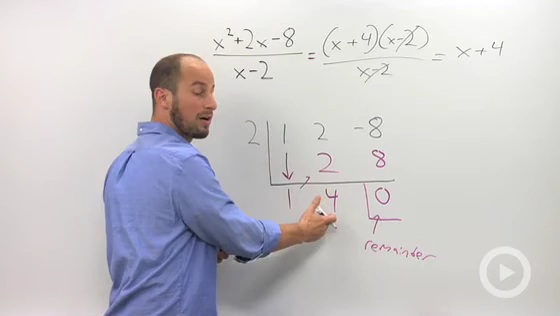 x²+2x-8 / x-2 = (x+4)(x-2) / x-2 = x+4
2 | 1 2 -8
2 8
1 4 0
remainder